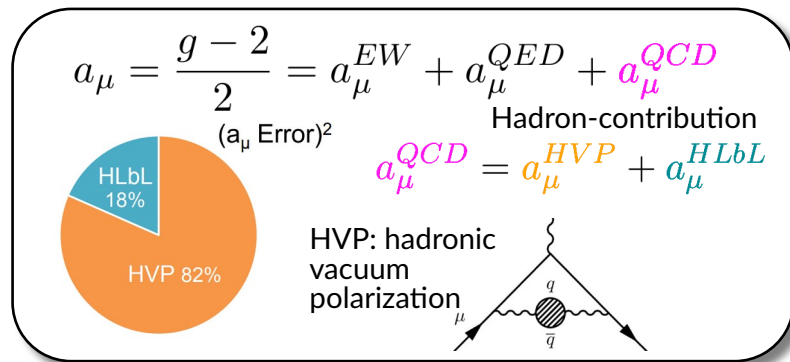 a_μ = (g − 2)/2 = a_μ^{EW} + a_μ^{QED} + a_μ^{QCD}
(a_μ Error)²
Hadron-contribution
a_μ^{QCD} = a_μ^{HVP} + a_μ^{HLbL}
HLbL
18%
HVP 82%
HVP: hadronic
vacuum
polarization
μ
q
q̅